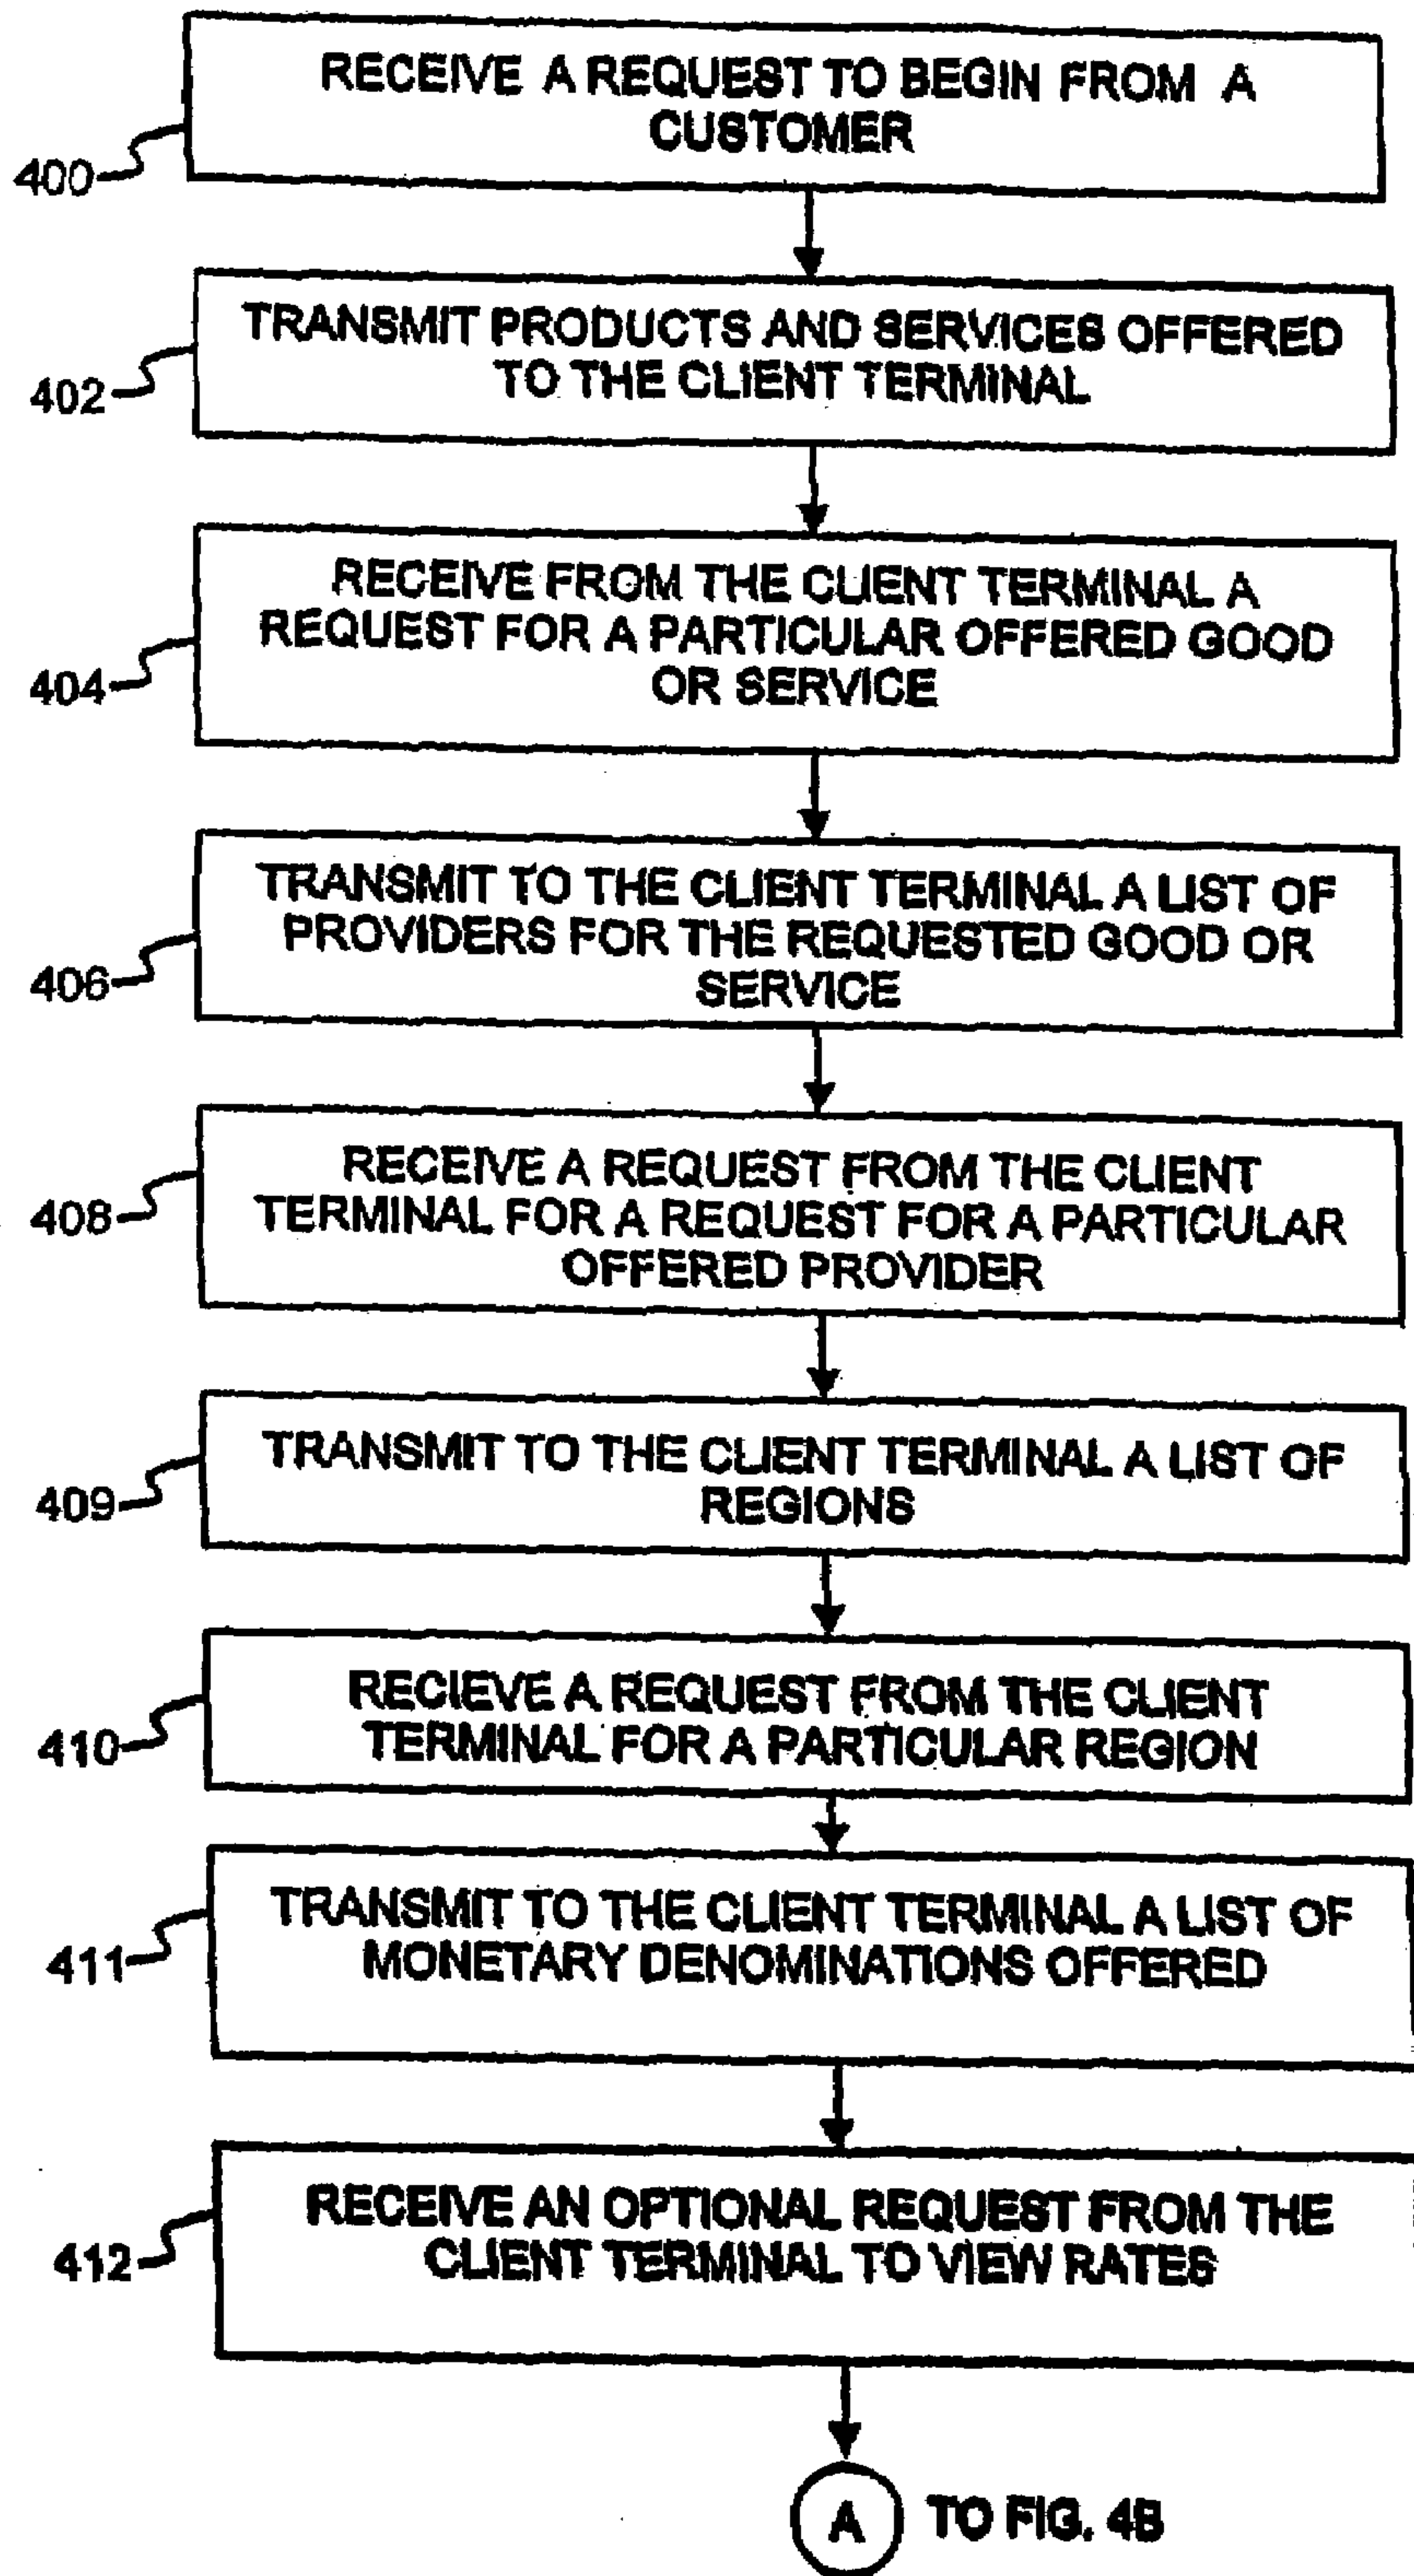 RECEIVE A REQUEST TO BEGIN FROM A
CUSTOMER
400
TRANSMIT PRODUCTS AND SERVICES OFFERED
TO THE CLIENT TERMINAL
402
RECEIVE FROM THE CLIENT TERMINAL A
REQUEST FOR A PARTICULAR OFFERED GOOD
OR SERVICE
404
TRANSMIT TO THE CLIENT TERMINAL A LIST OF
PROVIDERS FOR THE REQUESTED GOOD OR
SERVICE
406
RECEIVE A REQUEST FROM THE CLIENT
TERMINAL FOR A REQUEST FOR A PARTICULAR
OFFERED PROVIDER
408
TRANSMIT TO THE CLIENT TERMINAL A LIST OF
REGIONS
409
RECIEVE A REQUEST FROM THE CLIENT
TERMINAL FOR A PARTICULAR REGION
410
TRANSMIT TO THE CLIENT TERMINAL A LIST OF
MONETARY DENOMINATIONS OFFERED
411
RECEIVE AN OPTIONAL REQUEST FROM THE
CLIENT TERMINAL TO VIEW RATES
412
A TO FIG. 4B